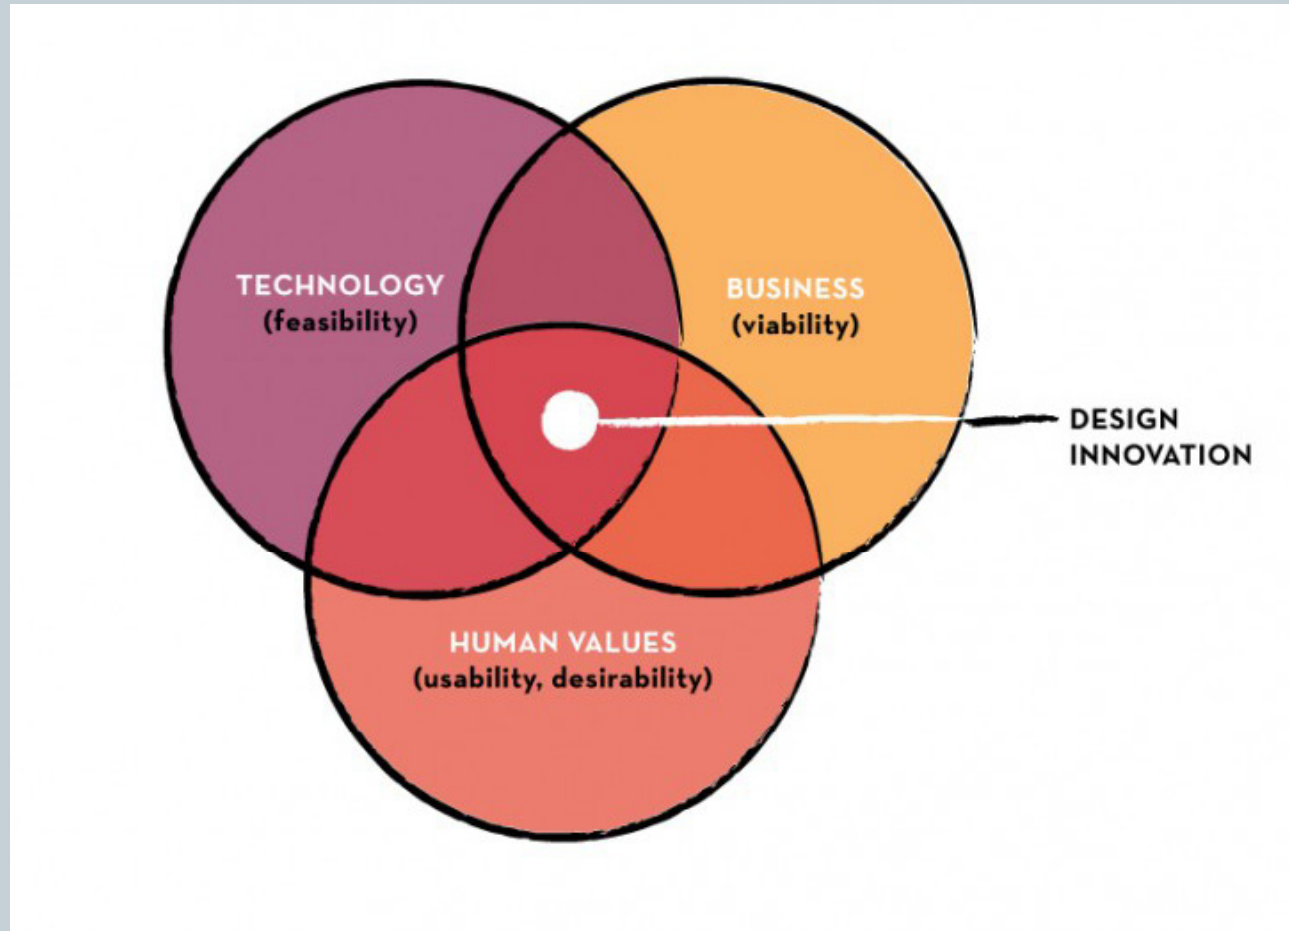 TECHNOLOGY
(feasibility)
BUSINESS
(viability)
DESIGN
INNOVATION
HUMAN VALUES
(usability, desirability)